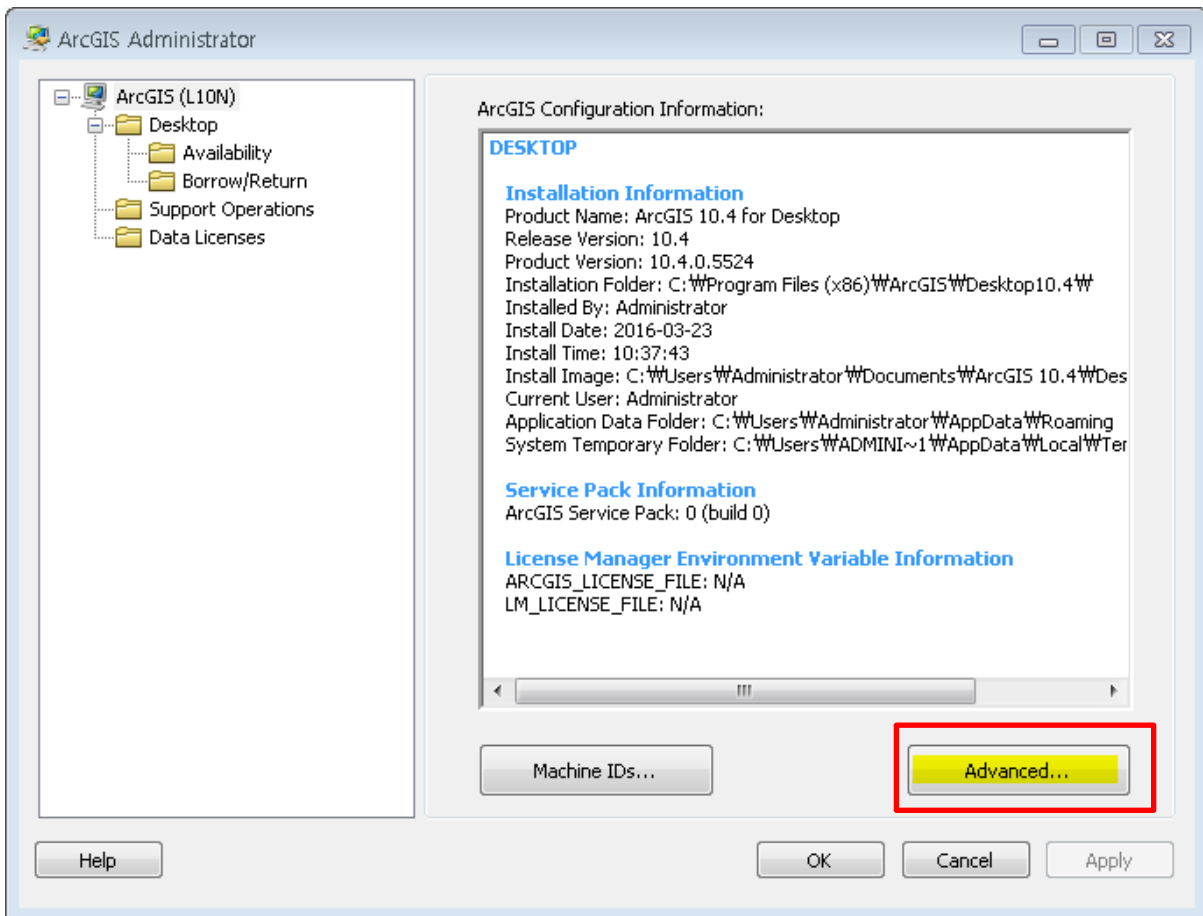 ArcGIS Administrator
ArcGIS (L10N)
Desktop
Availability
Borrow/Return
Support Operations
Data Licenses
ArcGIS Configuration Information:
DESKTOP
Installation Information
Product Name: ArcGIS 10.4 for Desktop
Release Version: 10.4
Product Version: 10.4.0.5524
Installation Folder: C:₩Program Files (x86)₩ArcGIS₩Desktop10.4₩
Installed By: Administrator
Install Date: 2016-03-23
Install Time: 10:37:43
Install Image: C:₩Users₩Administrator₩Documents₩ArcGIS 10.4₩Des
Current User: Administrator
Application Data Folder: C:₩Users₩Administrator₩AppData₩Roaming
System Temporary Folder: C:₩Users₩ADMINI~1₩AppData₩Local₩Ter
Service Pack Information
ArcGIS Service Pack: 0 (build 0)
License Manager Environment Variable Information
ARCGIS_LICENSE_FILE: N/A
LM_LICENSE_FILE: N/A
Machine IDs...
Advanced...
Help
OK
Cancel
Apply